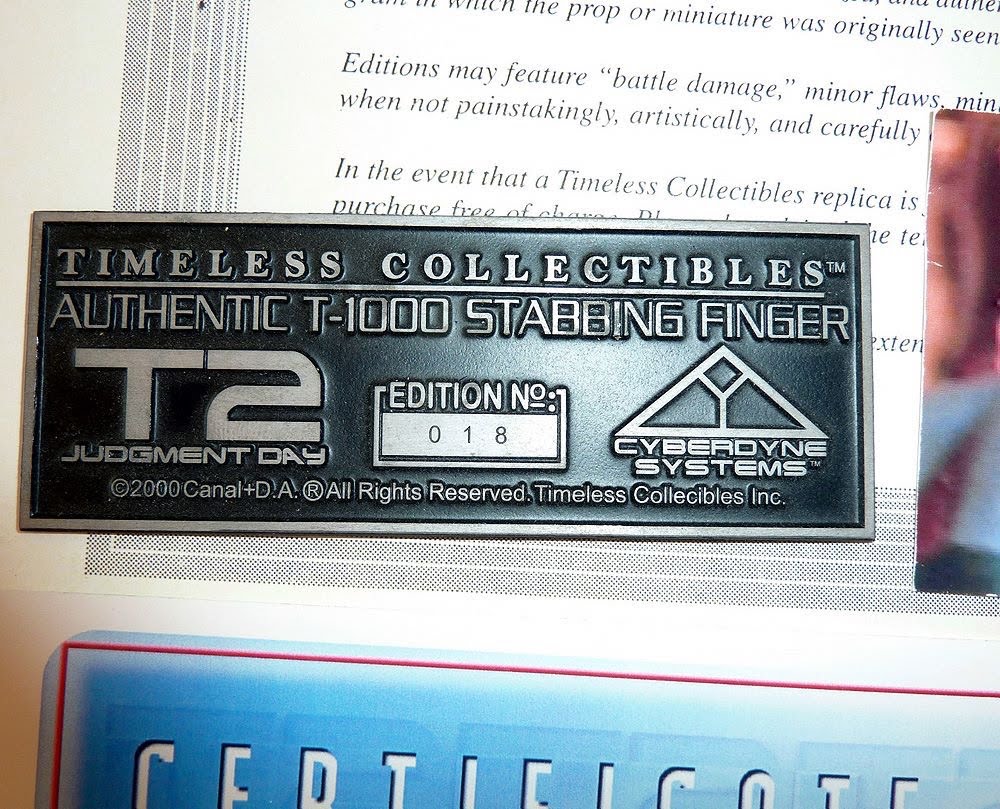 gram in which the prop or miniature was originally seen
Editions may feature “battle damage,” minor flaws,
when not painstakingly, artistically, and carefully
In the event that a Timeless Collectibles replica is
purchase free of charge.
TIMELESS COLLECTIBLES™
AUTHENTIC T-1000 STABBING FINGER
T2
JUDGMENT DAY
EDITION Nº:
018
CYBERDYNE
SYSTEMS™
©2000 Canal+D.A. ® All Rights Reserved. Timeless Collecibles Inc.
CERTIFICATE